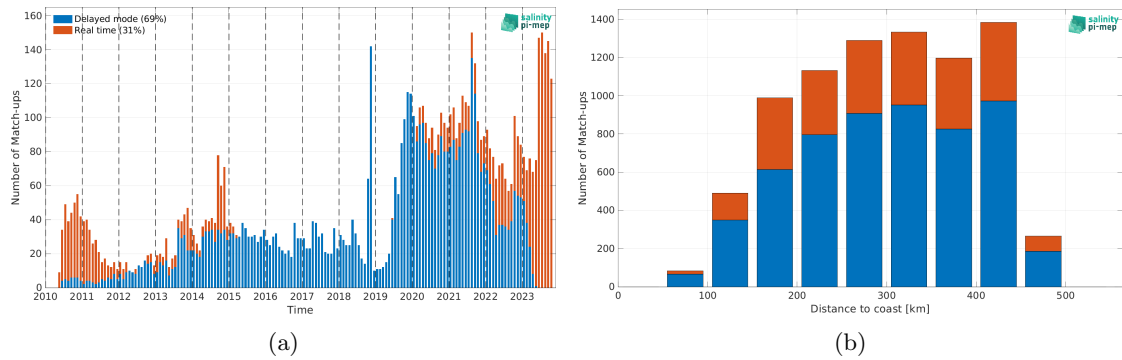 Delayed mode (69%)
Real time (31%)
salinity
pi-mep
Number of Match-ups
160
140
120
100
80
60
40
20
0
2010 2011 2012 2013 2014 2015 2016 2017 2018 2019 2020 2021 2022 2023
Time
(a)
salinity
pi-mep
Number of Match-ups
1400
1200
1000
800
600
400
200
0
0 100 200 300 400 500
Distance to coast [km]
(b)